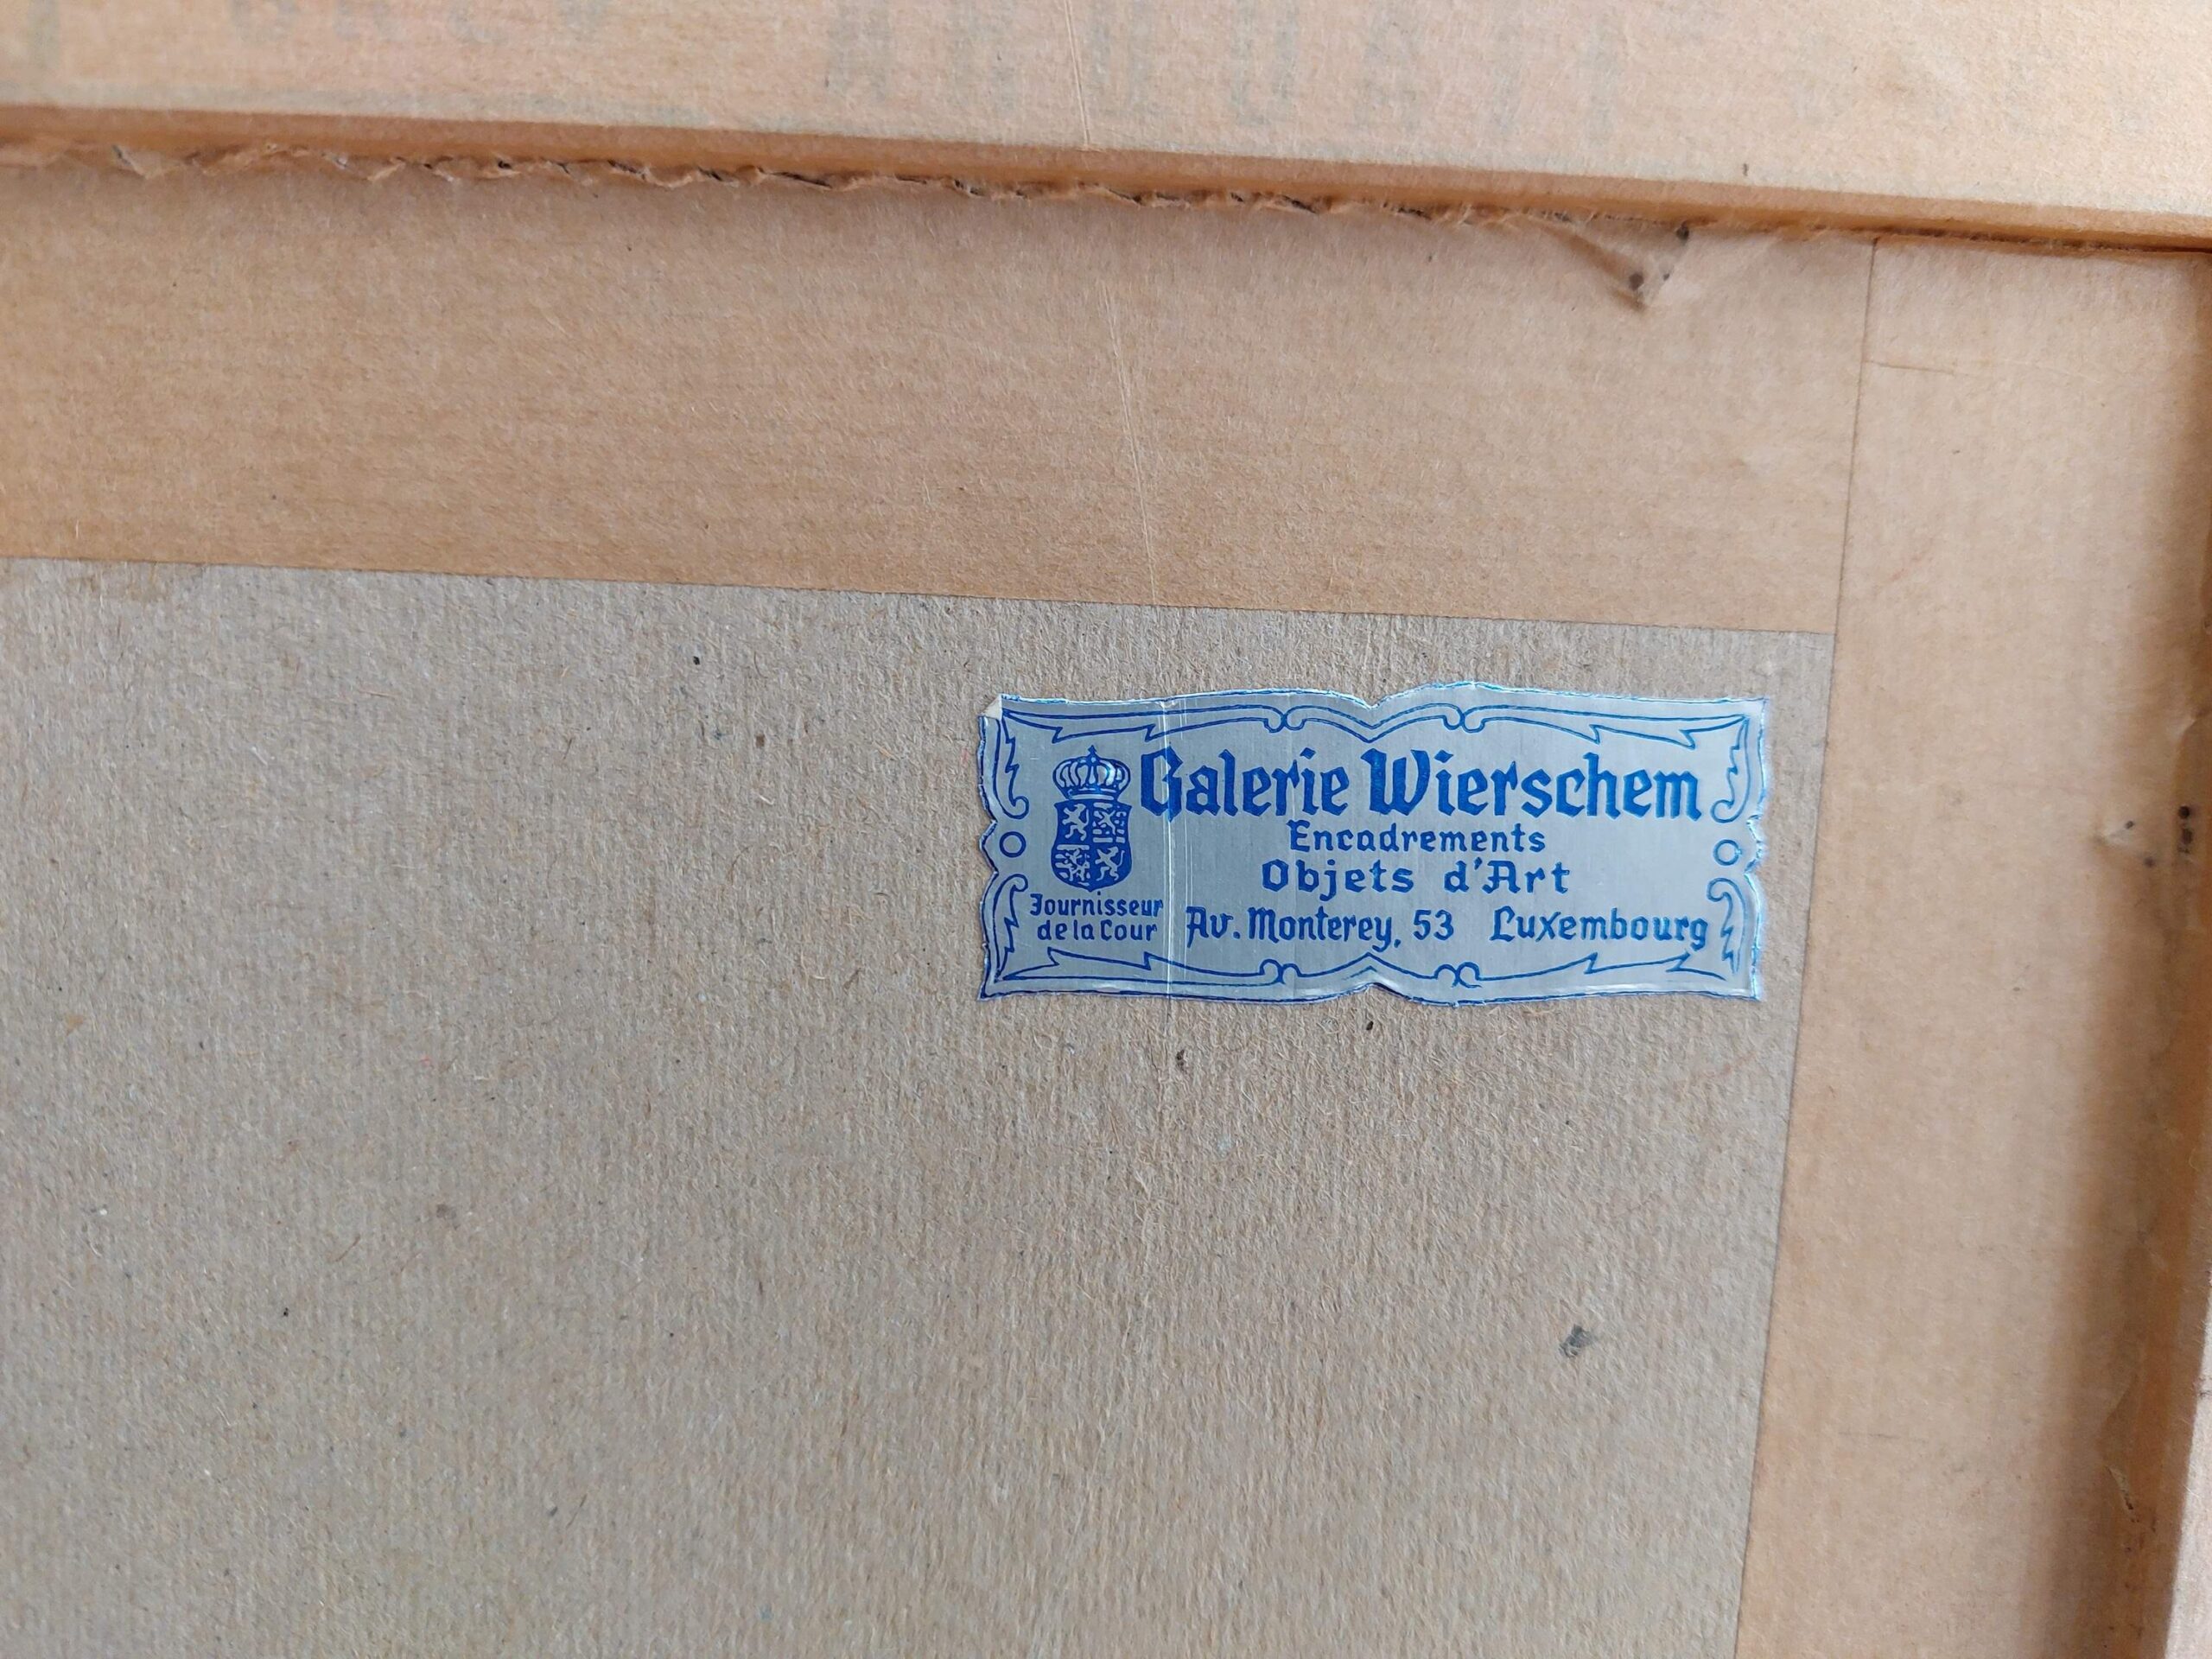 Galerie Wierschem
Encadrements
Objets d'Art
Fournisseur
de la Cour
Av. Monterey, 53 Luxembourg